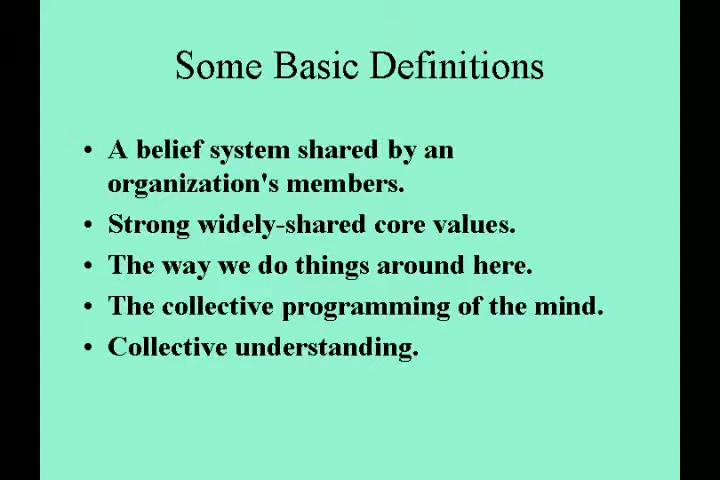 Some Basic Definitions
• A belief system shared by an
organization's members.
• Strong widely-shared core values.
• The way we do things around here.
• The collective programming of the mind.
• Collective understanding.